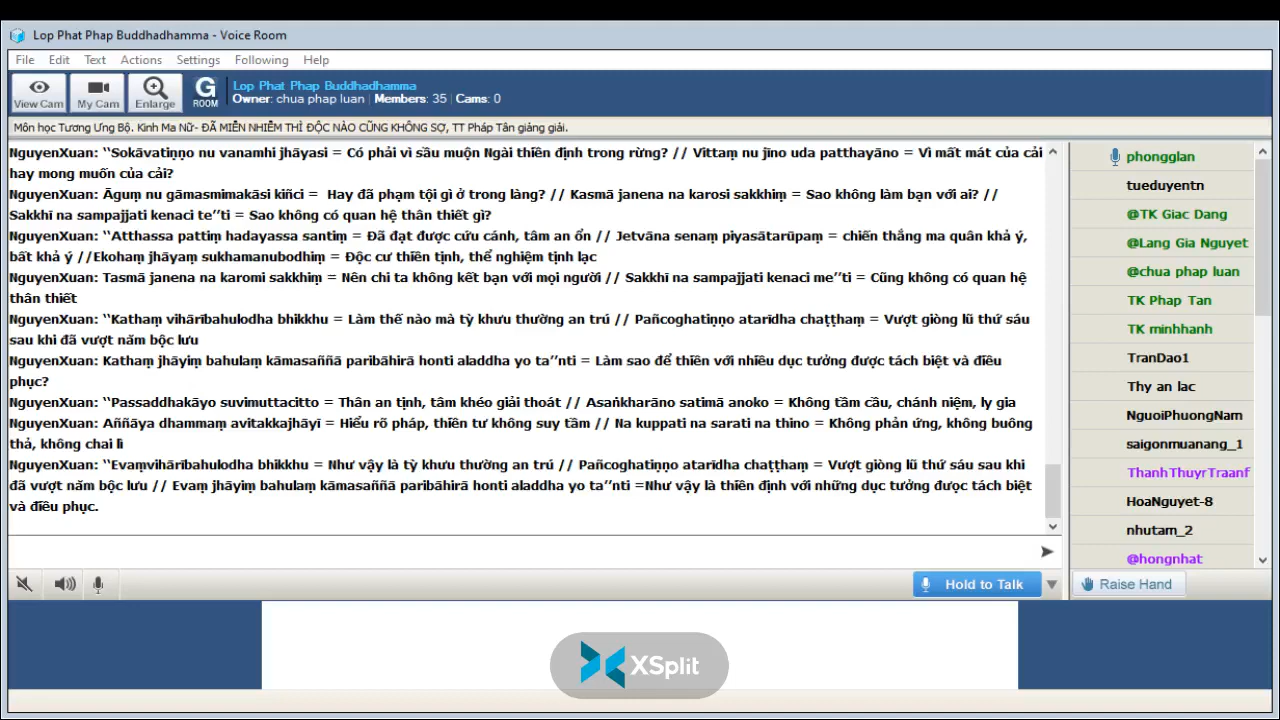 Lop Phat Phap Buddhadhamma - Voice Room
File Edit Text Actions Settings Following Help
View Cam My Cam Enlarge G ROOM
Lop Phat Phap Buddhadhamma
Owner: chua phap luan | Members: 35 | Cams: 0
Môn học Tương Ưng Bộ. Kinh Ma Nữ- ĐÃ MIỄN NHIỄM THÌ ĐỘC NÀO CŨNG KHÔNG SỢ, TT Pháp Tân giảng giải.
NguyenXuan: ‘‘Sokāvatiṇṇo nu vanamhi jhāyasi = Có phải vì sầu muộn Ngài thiền định trong rừng? // Vittaṃ nu jīno uda patthayāno = Vì mất mát của cải
hay mong muốn của cải?
NguyenXuan: Āguṃ nu gāmasmimakāsi kiñci =  Hay đã phạm tội gì ở trong làng? // Kasmā janena na karosi sakkhiṃ = Sao không làm bạn với ai? //
Sakkhī na sampajjati kenaci te’’ti = Sao không có quan hệ thân thiết gì?
NguyenXuan: ‘‘Atthassa pattiṃ hadayassa santiṃ = Đã đạt được cứu cánh, tâm an ổn // Jetvāna senaṃ piyasātarūpaṃ = chiến thắng ma quân khả ý,
bất khả ý //Ekohaṃ jhāyaṃ sukhamanubodhiṃ = Độc cư thiền tịnh, thể nghiệm tịnh lạc
NguyenXuan: Tasmā janena na karomi sakkhiṃ = Nên chi ta không kết bạn với mọi người // Sakkhī na sampajjati kenaci me’’ti = Cũng không có quan hệ
thân thiết
NguyenXuan: ‘‘Kathaṃ vihārībahulodha bhikkhu = Làm thế nào mà tỳ khưu thường an trú // Pañcoghatiṇṇo atarīdha chaṭṭhaṃ = Vượt giòng lũ thứ sáu
sau khi đã vượt năm bộc lưu
NguyenXuan: Kathaṃ jhāyiṃ bahulaṃ kāmasaññā paribāhirā honti aladdha yo ta’’nti = Làm sao để thiền với nhiều dục tưởng được tách biệt và điều
phục?
NguyenXuan: ‘‘Passaddhakāyo suvimuttacitto = Thân an tịnh, tâm khéo giải thoát // Asaṅkharāno satimā anoko = Không tầm cầu, chánh niệm, ly gia
NguyenXuan: Aññāya dhammaṃ avitakkajhāyī = Hiểu rõ pháp, thiền tư không suy tầm // Na kuppati na sarati na thino = Không phản ứng, không buông
thả, không chai lì
NguyenXuan: ‘‘Evaṃvihārībahulodha bhikkhu = Như vậy là tỳ khưu thường an trú // Pañcoghatiṇṇo atarīdha chaṭṭhaṃ = Vượt giòng lũ thứ sáu sau khi
đã vượt năm bộc lưu // Evaṃ jhāyiṃ bahulaṃ kāmasaññā paribāhirā honti aladdha yo ta’’nti =Như vậy là thiền định với những dục tưởng được tách biệt
và điều phục.
phongglan
tueduyentn
@TK Giac Dang
@Lang Gia Nguyet
@chua phap luan
TK Phap Tan
TK minhhanh
TranDao1
Thy an lac
NguoiPhuongNam
saigonmuanang_1
ThanhThuyrTraanf
HoaNguyet-8
nhutam_2
@hongnhat
Hold to Talk
Raise Hand
XSplit